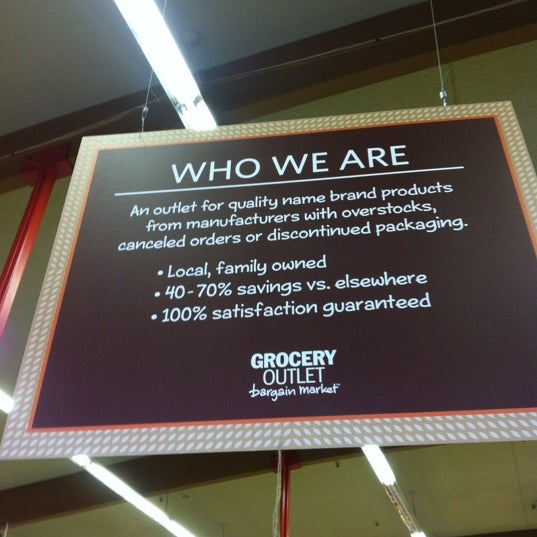 WHO WE ARE
An outlet for quality name brand products
from manufacturers with overstocks,
canceled orders or discontinued packaging.
• Local, family owned
• 40-70% savings vs. elsewhere
• 100% satisfaction guaranteed
GROCERY
OUTLET
bargain market